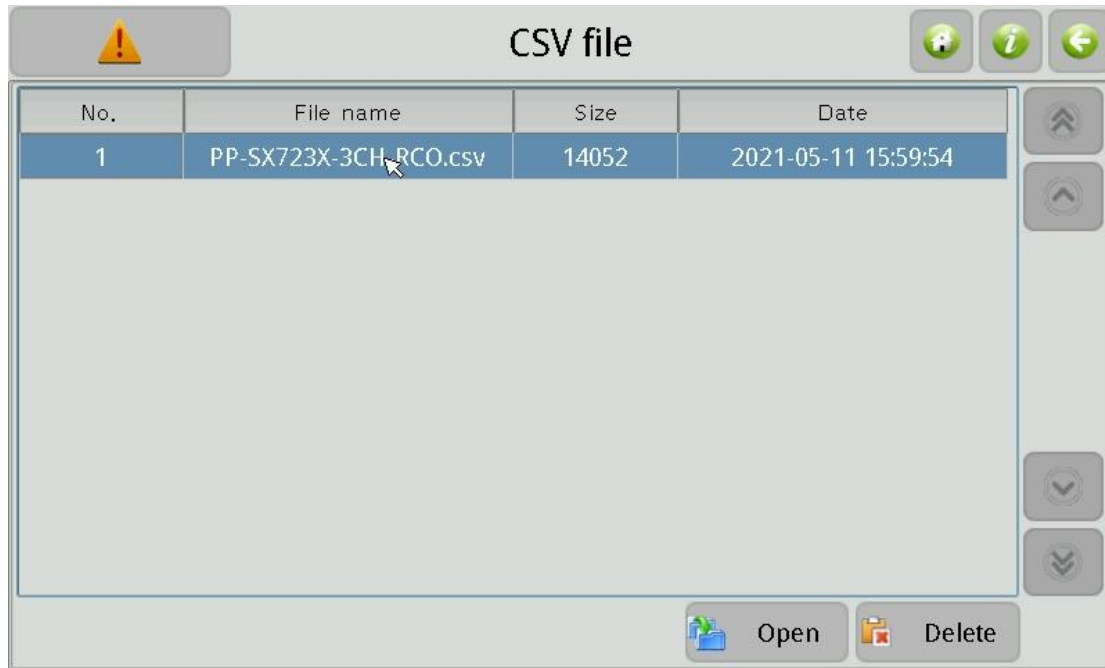 CSV file
No. File name Size Date
1 PP-SX723X-3CH-RCO.csv 14052 2021-05-11 15:59:54
Open Delete